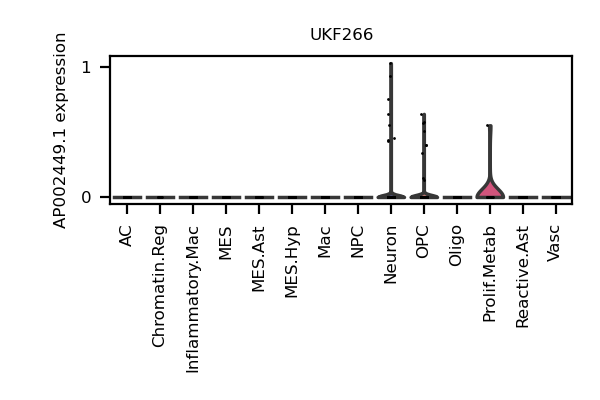 UKF266
AP002449.1 expression
1
0
AC
Chromatin.Reg
Inflammatory.Mac
MES
MES.Ast
MES.Hyp
Mac
NPC
Neuron
OPC
Oligo
Prolif.Metab
Reactive.Ast
Vasc